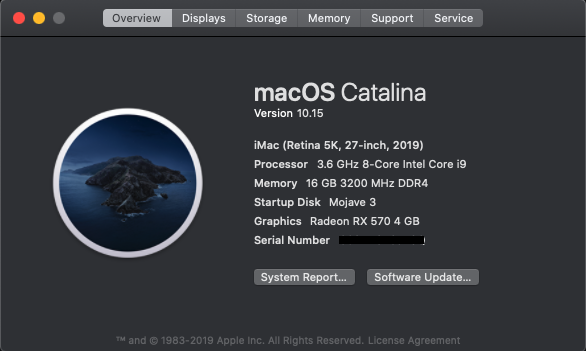 Overview Displays Storage Memory Support Service
macOS Catalina
Version 10.15
iMac (Retina 5K, 27-inch, 2019)
Processor 3.6 GHz 8-Core Intel Core i9
Memory 16 GB 3200 MHz DDR4
Startup Disk Mojave 3
Graphics Radeon RX 570 4 GB
Serial Number
System Report... Software Update...
™ and © 1983-2019 Apple Inc. All Rights Reserved. License Agreement